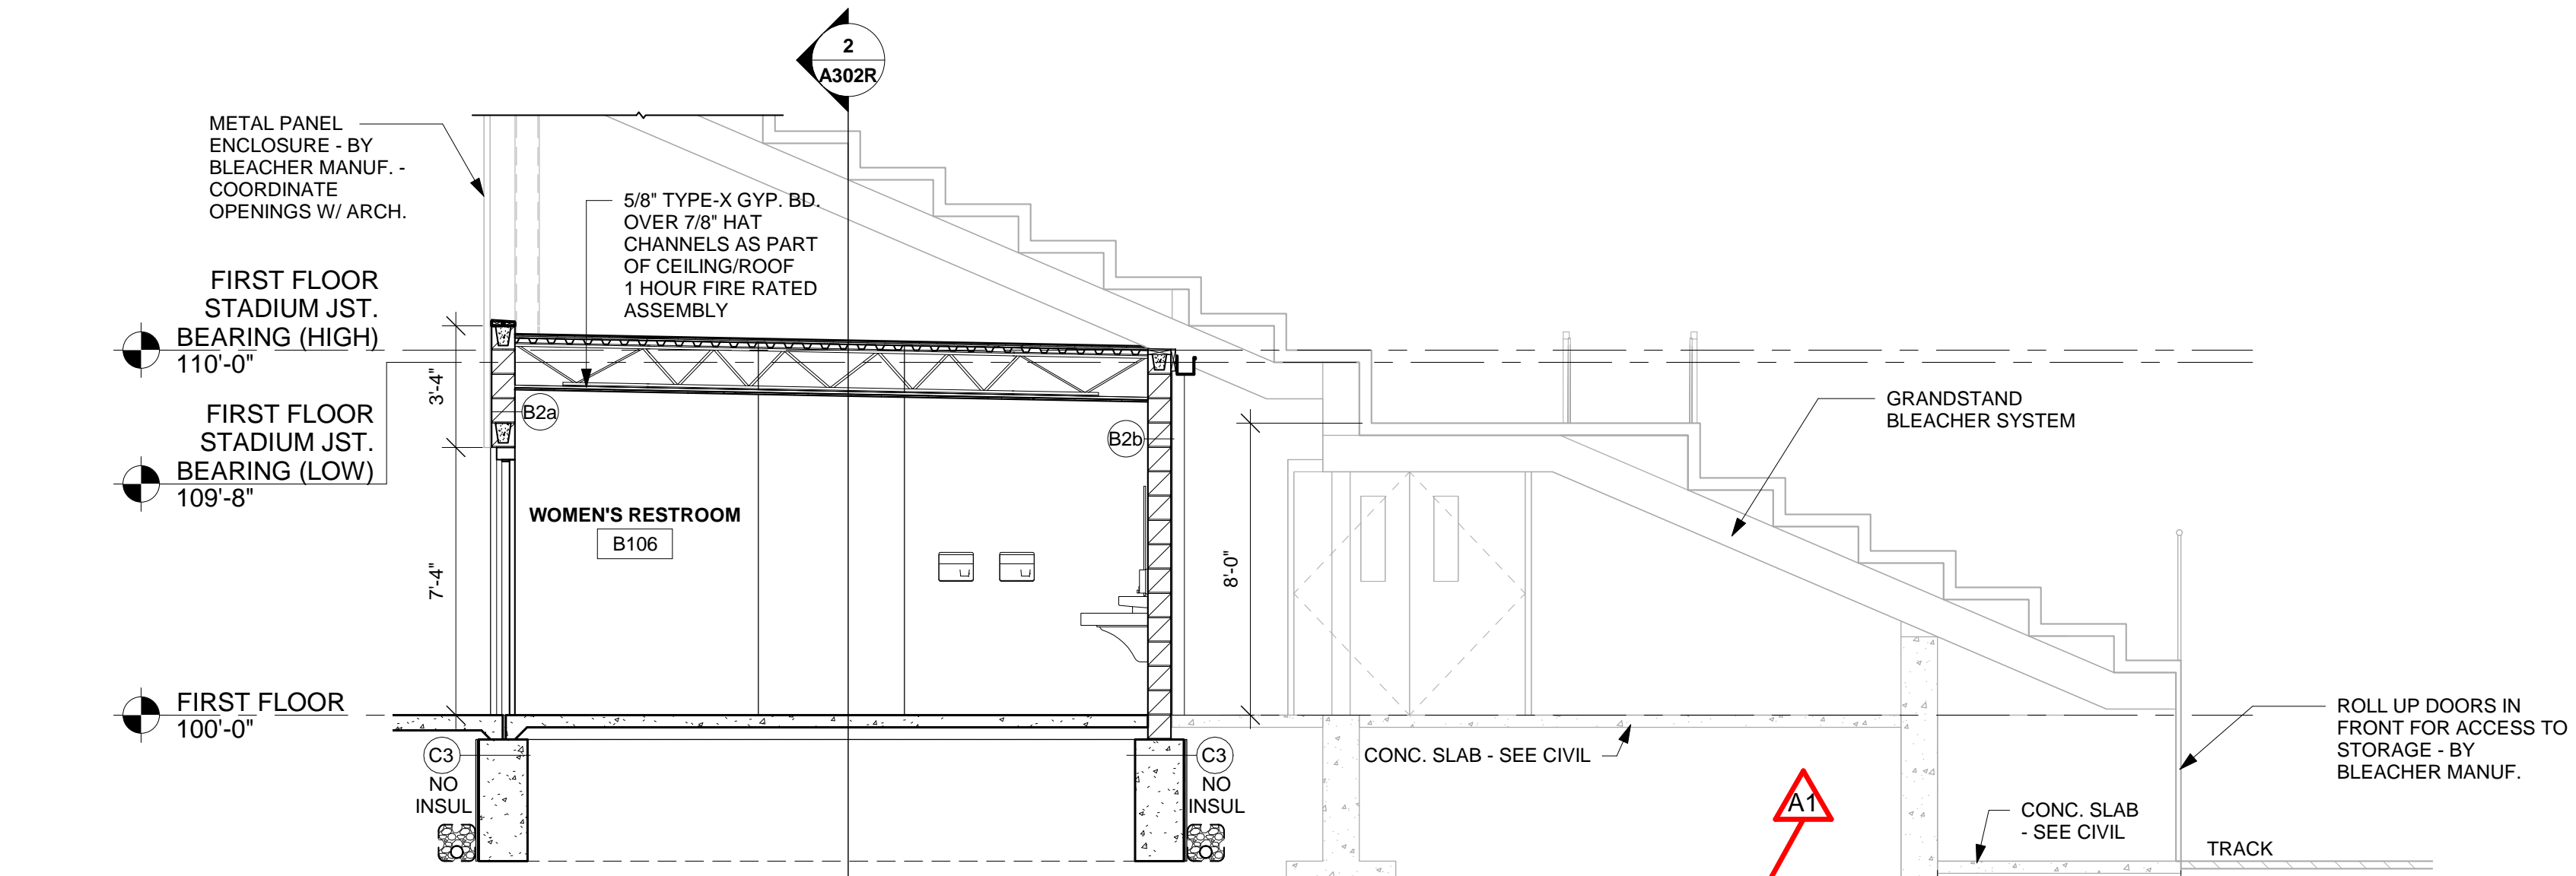 2
A302R
METAL PANEL
ENCLOSURE - BY
BLEACHER MANUF. -
COORDINATE
OPENINGS W/ ARCH.
5/8" TYPE-X GYP. BD.
OVER 7/8" HAT
CHANNELS AS PART
OF CEILING/ROOF
1 HOUR FIRE RATED
ASSEMBLY
FIRST FLOOR
STADIUM JST.
BEARING (HIGH)
110'-0"
3'-4"
FIRST FLOOR
STADIUM JST.
BEARING (LOW)
109'-8"
B2a
B2b
GRANDSTAND
BLEACHER SYSTEM
WOMEN'S RESTROOM
B106
7'-4"
8'-0"
FIRST FLOOR
100'-0"
C3
NO
INSUL
C3
NO
INSUL
CONC. SLAB - SEE CIVIL
A1
ROLL UP DOORS IN
FRONT FOR ACCESS TO
STORAGE - BY
BLEACHER MANUF.
CONC. SLAB
- SEE CIVIL
TRACK